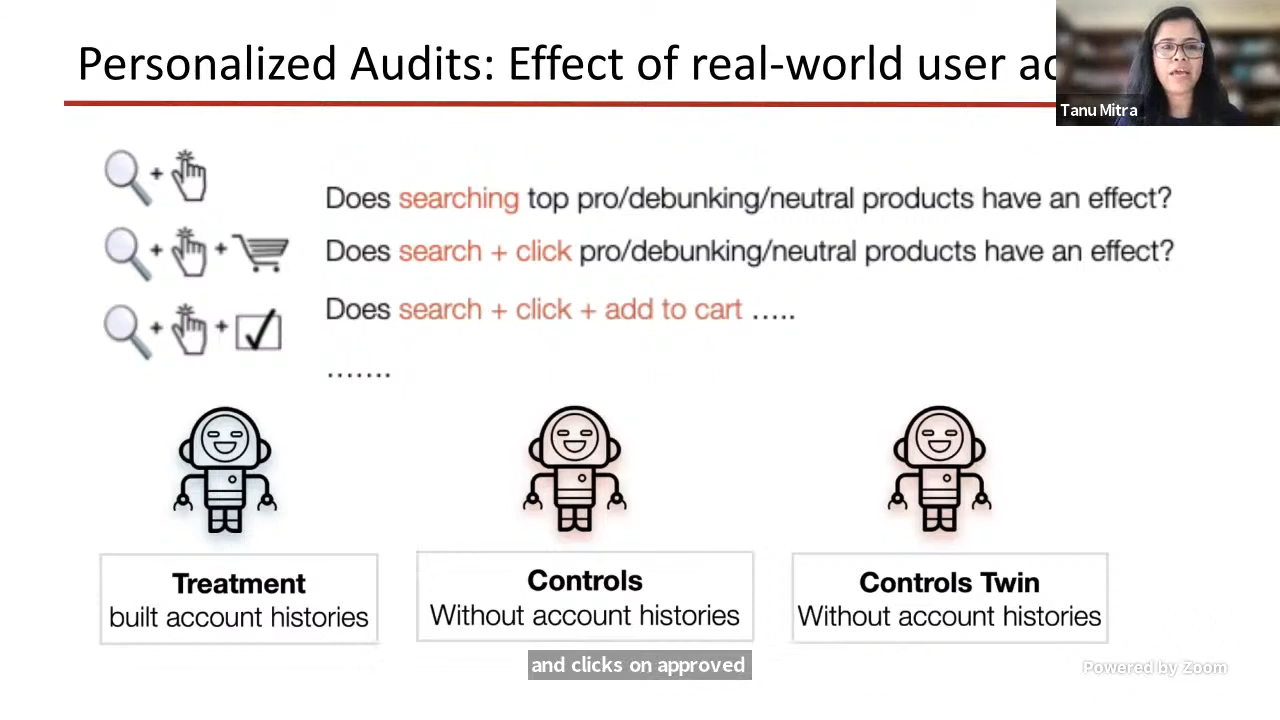 Personalized Audits: Effect of real-world user
Tanu Mitra
Does searching top pro/debunking/neutral products have an effect?
Does search + click pro/debunking/neutral products have an effect?
Does search + click + add to cart .....
.......
Treatment
built account histories
Controls
Without account histories
Controls Twin
Without account histories
and clicks on approved
Powered by Zoom